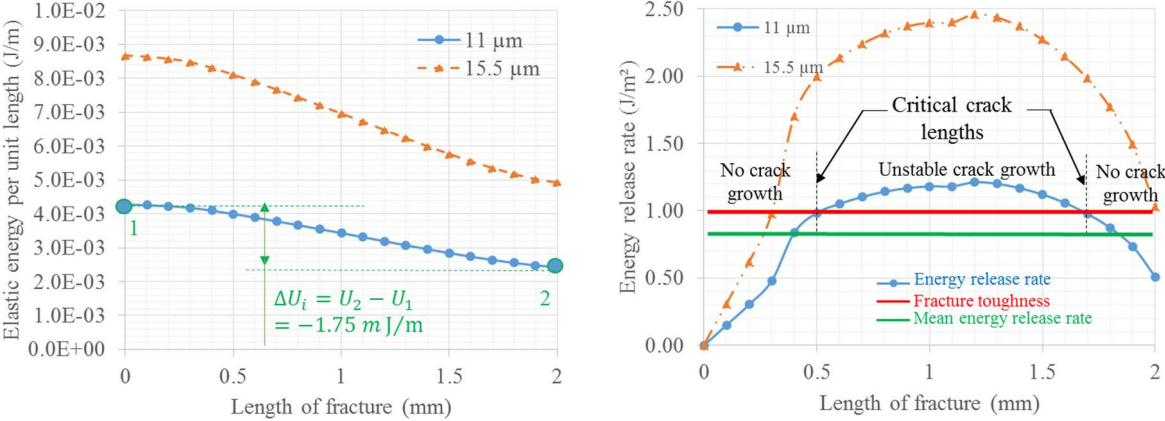 Elastic energy per unit length (J/m)
1.0E-02
9.0E-03
8.0E-03
7.0E-03
6.0E-03
5.0E-03
4.0E-03
3.0E-03
2.0E-03
1.0E-03
0.0E+00
11 µm
15.5 µm
1
2
ΔUᵢ = U₂ − U₁
= −1.75 m J/m
0
0.5
1
1.5
2
Length of fracture (mm)
Energy release rate (J/m²)
2.50
2.00
1.50
1.00
0.50
0.00
11 µm
15.5 µm
Critical crack
lengths
No crack
growth
Unstable crack growth
No crack
growth
Energy release rate
Fracture toughness
Mean energy release rate
0
0.5
1
1.5
2
Length of fracture (mm)